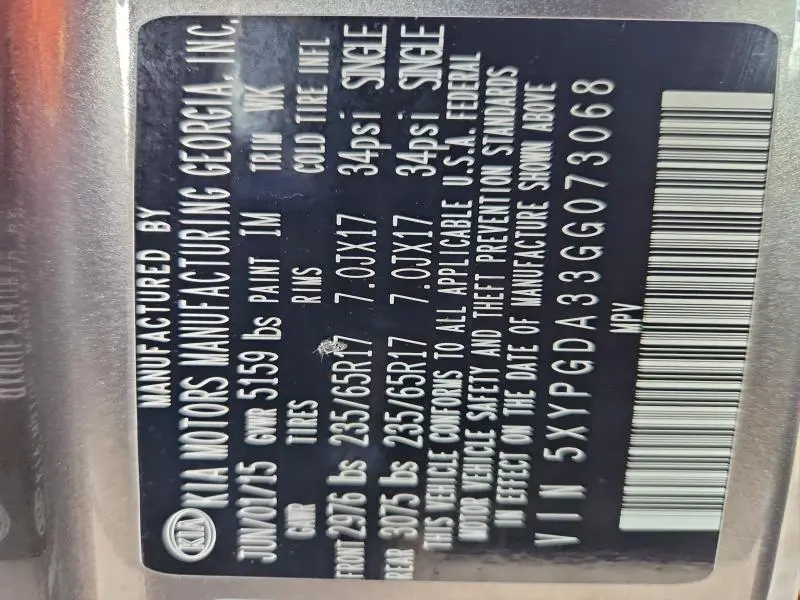 MANUFACTURED BY
KIA KIA MOTORS MANUFACTURING GEORGIA, INC.
JUN/01/15 GWR 5159 lbs PAINT IM TRIM WK
GWR TIRES RIMS COLD TIRE INFL
FRONT 2976 lbs 235/65R17 7.0JX17 34psi SINGLE
REAR 3075 lbs 235/65R17 7.0JX17 34psi SINGLE
THIS VEHICLE CONFORMS TO ALL APPLICABLE U.S.A. FEDERAL
MOTOR VEHICLE SAFETY AND THEFT PREVENTION STANDARDS
IN EFFECT ON THE DATE OF MANUFACTURE SHOWN ABOVE
VIN 5XYPGDA33GG073068
MPV